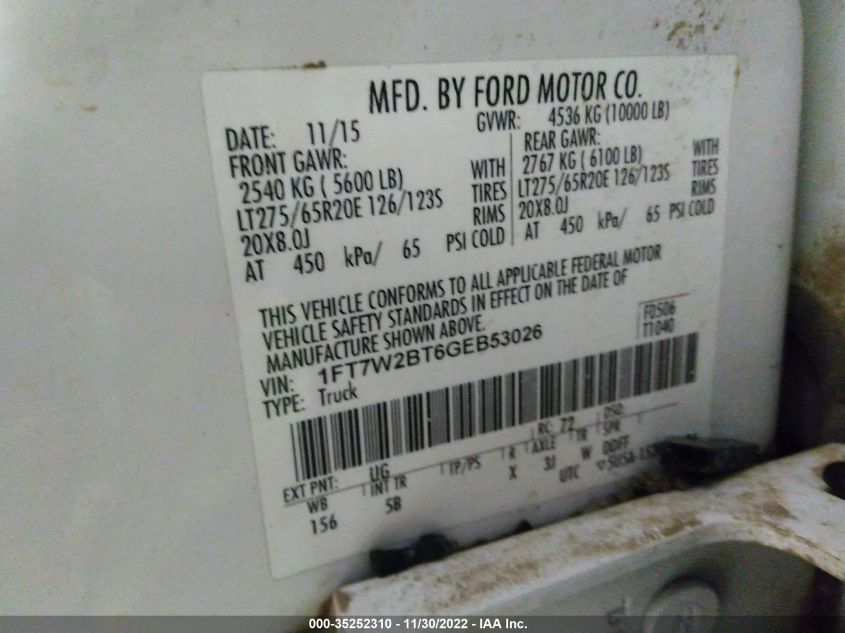 MFD. BY FORD MOTOR CO.
DATE: 11/15 GVWR: 4536 KG (10000 LB)
FRONT GAWR: REAR GAWR:
2540 KG ( 5600 LB) WITH 2767 KG ( 6100 LB) WITH
LT275/65R20E 126/123S TIRES LT275/65R20E 126/123S TIRES
20X8.0J RIMS 20X8.0J RIMS
AT 450 kPa/ 65 PSI COLD AT 450 kPa/ 65 PSI COLD
THIS VEHICLE CONFORMS TO ALL APPLICABLE FEDERAL MOTOR
VEHICLE SAFETY STANDARDS IN EFFECT ON THE DATE OF
MANUFACTURE SHOWN ABOVE.
F0506
T1040
VIN: 1FT7W2BT6GEB53026
TYPE: Truck
EXT PNT: UG RC: 72 DSO:
WB INT TR TP/PS R AXLE TR SPR
156 5B X 3J W DDFF
UTC
000-35252310 - 11/30/2022 - IAA Inc.